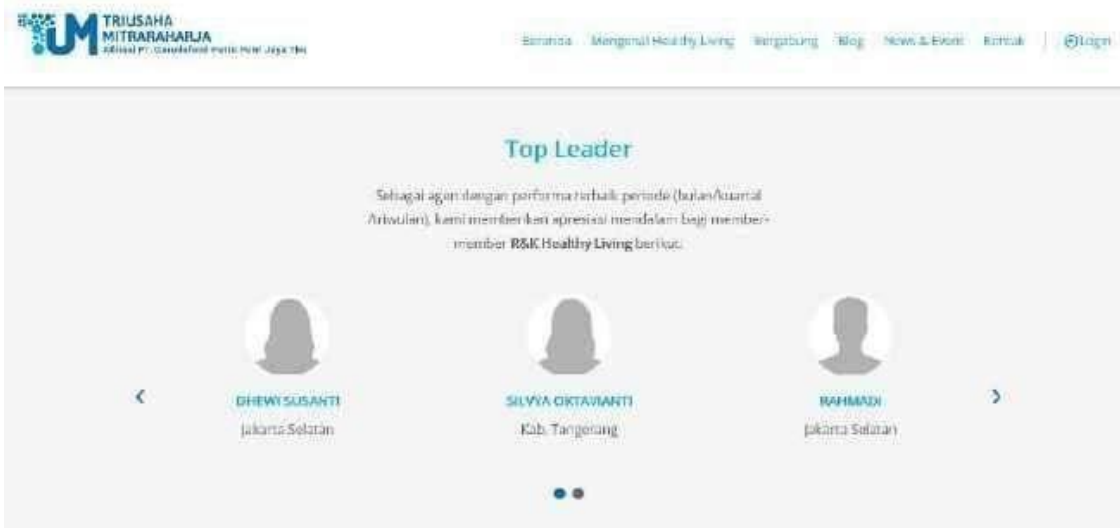 TUM
TRIUSAHA
MITRARAHARJA
Beranda Mengenal Healthy Living Bergabung Blog News & Event Kontak Login
Top Leader
Sebagai agen dengan performa terbaik periode (bulan/kuartal
/triwulan), kami memberikan apresiasi mendalam bagi member-
member R&K Healthy Living berikut:
DHEWI SUSANTI
Jakarta Selatan
SILVYA OKTAVIANTI
Kab. Tangerang
RAHMADI
Jakarta Selatan